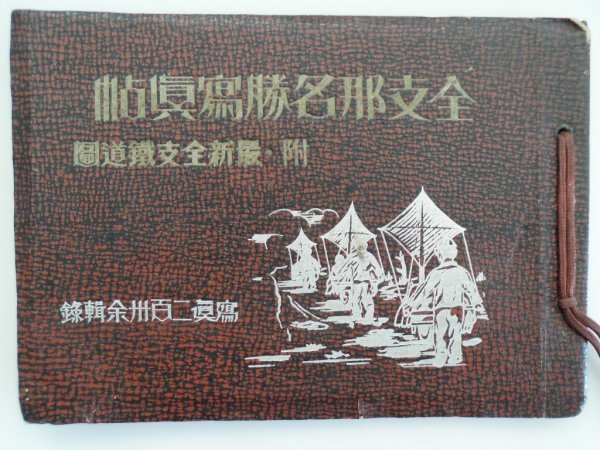 全支那名勝寫眞帖
附・最新全支鐵道圖
寫眞二百卅余輯錄